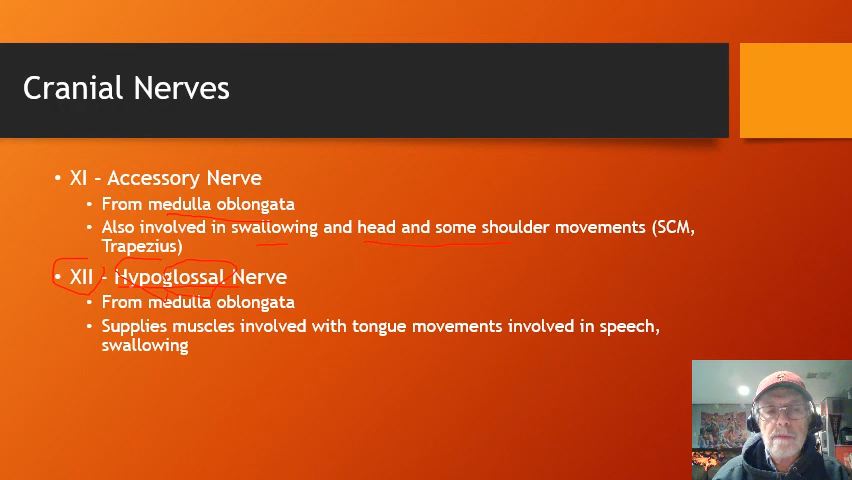 Cranial Nerves
• XI - Accessory Nerve
• From medulla oblongata
• Also involved in swallowing and head and some shoulder movements (SCM,
Trapezius)
• XII - Hypoglossal Nerve
• From medulla oblongata
• Supplies muscles involved with tongue movements involved in speech,
swallowing